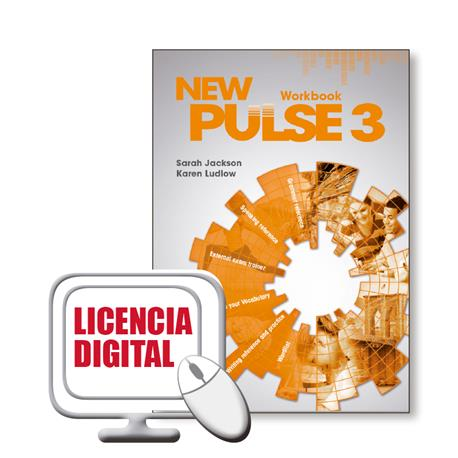 NEW
Workbook
PULSE 3
Sarah Jackson
Karen Ludlow
Grammar reference
Speaking reference
External exam trainer
Your Vocabulary
Writing reference and practice
Wordlist
LICENCIA
DIGITAL